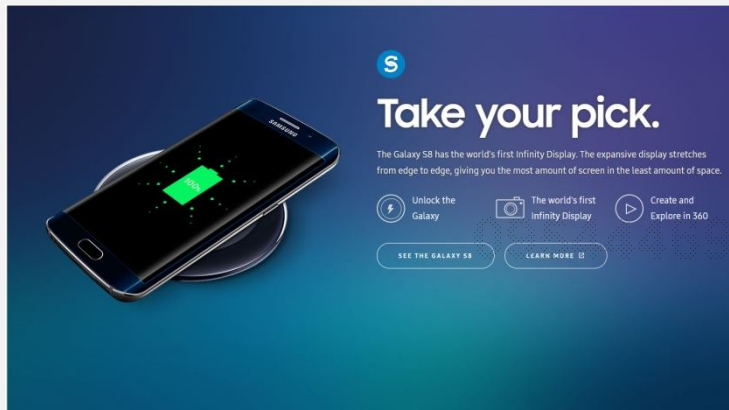 S
SAMSUNG
100%
Take your pick.
The Galaxy S8 has the world's first Infinity Display. The expansive display stretches
from edge to edge, giving you the most amount of screen in the least amount of space.
Unlock the
Galaxy
The world's first
Infinity Display
Create and
Explore in 360
SEE THE GALAXY S8
LEARN MORE